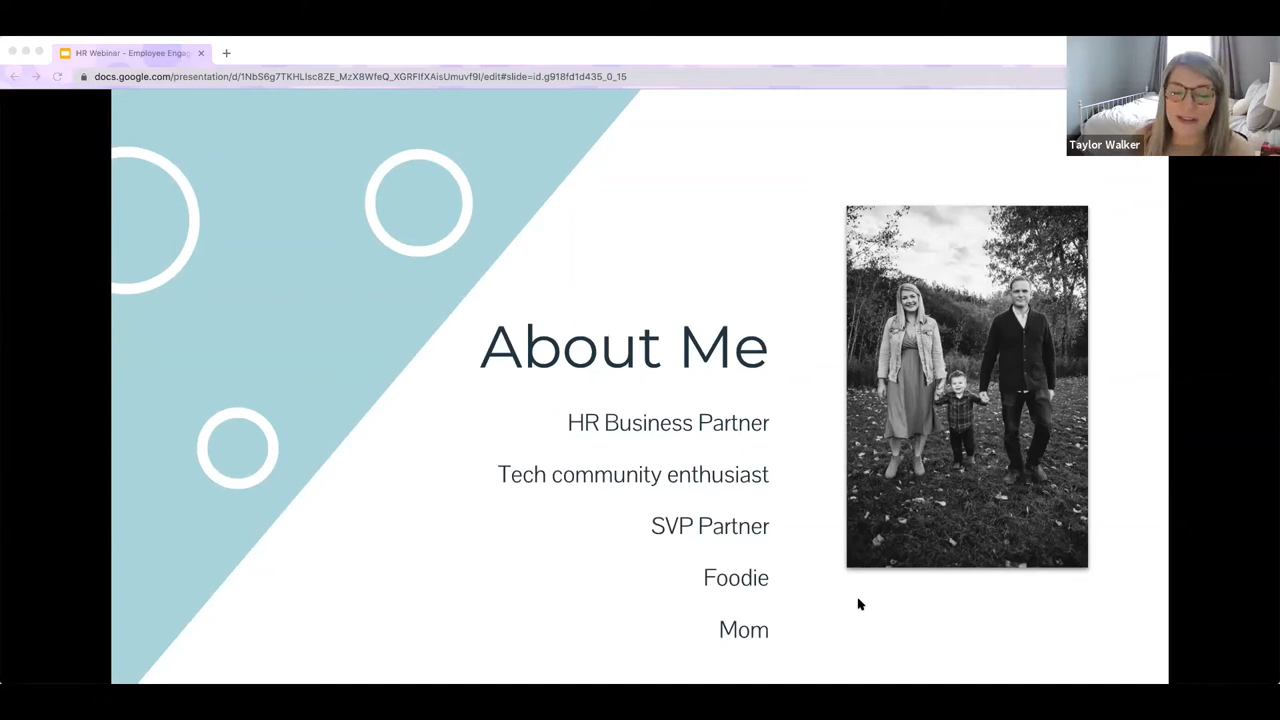 HR Webinar - Employee Engag
docs.google.com/presentation/d/1NbS6g7TKHLIsc8ZE_MzX8WfeQ_XGRFIfXAisUmuvf9I/edit#slide=id.g918fd1d435_0_15
Taylor Walker
About Me
HR Business Partner
Tech community enthusiast
SVP Partner
Foodie
Mom